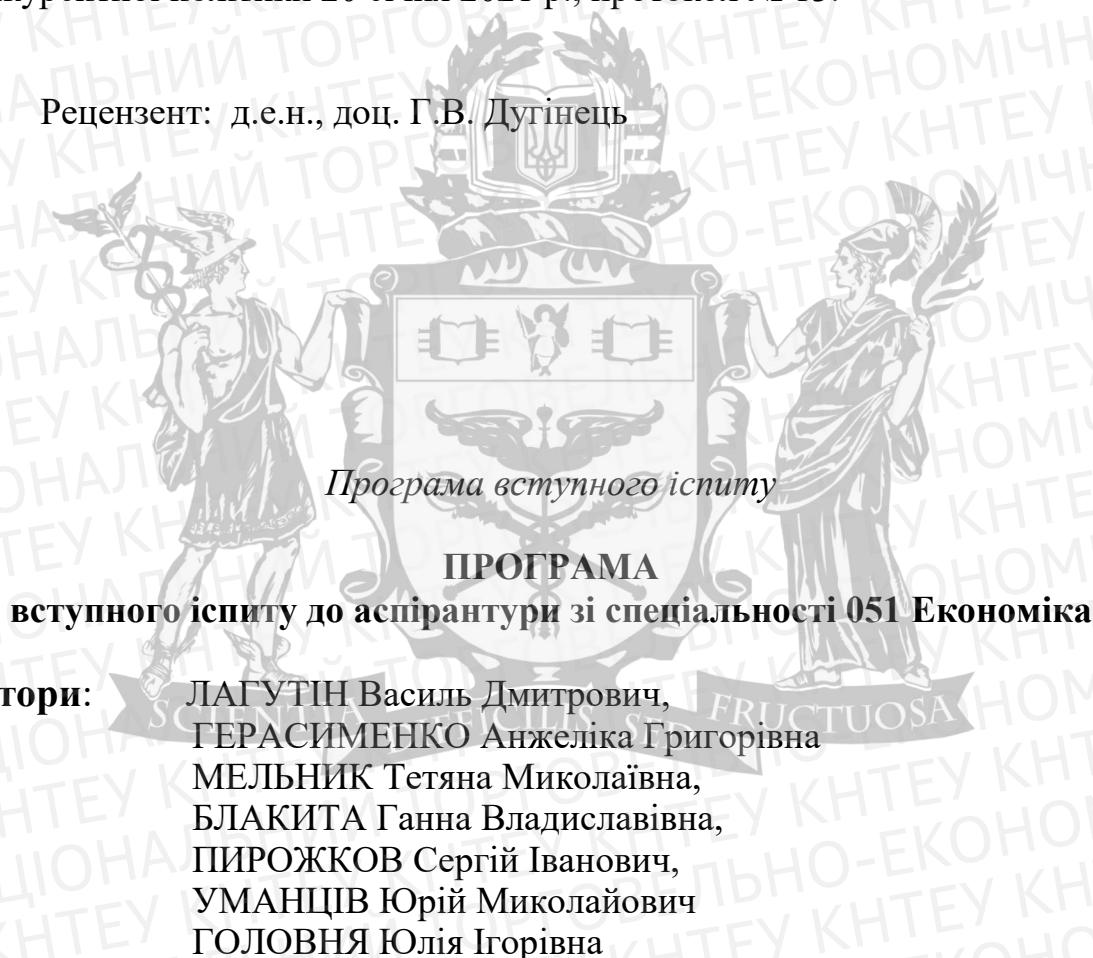 Рецензент: д.е.н., доц. Г.В. Дугінець
Програма вступного іспиту
ПРОГРАМА
вступного іспиту до аспірантури зі спеціальності 051 Економіка
тори: ЛАГУТІН Василь Дмитрович,
ГЕРАСИМЕНКО Анжеліка Григорівна
МЕЛЬНИК Тетяна Миколаївна,
БЛАКИТА Ганна Владиславівна,
ПИРОЖКОВ Сергій Іванович,
УМАНЦІВ Юрій Миколайович
ГОЛОВНЯ Юлія Ігорівна